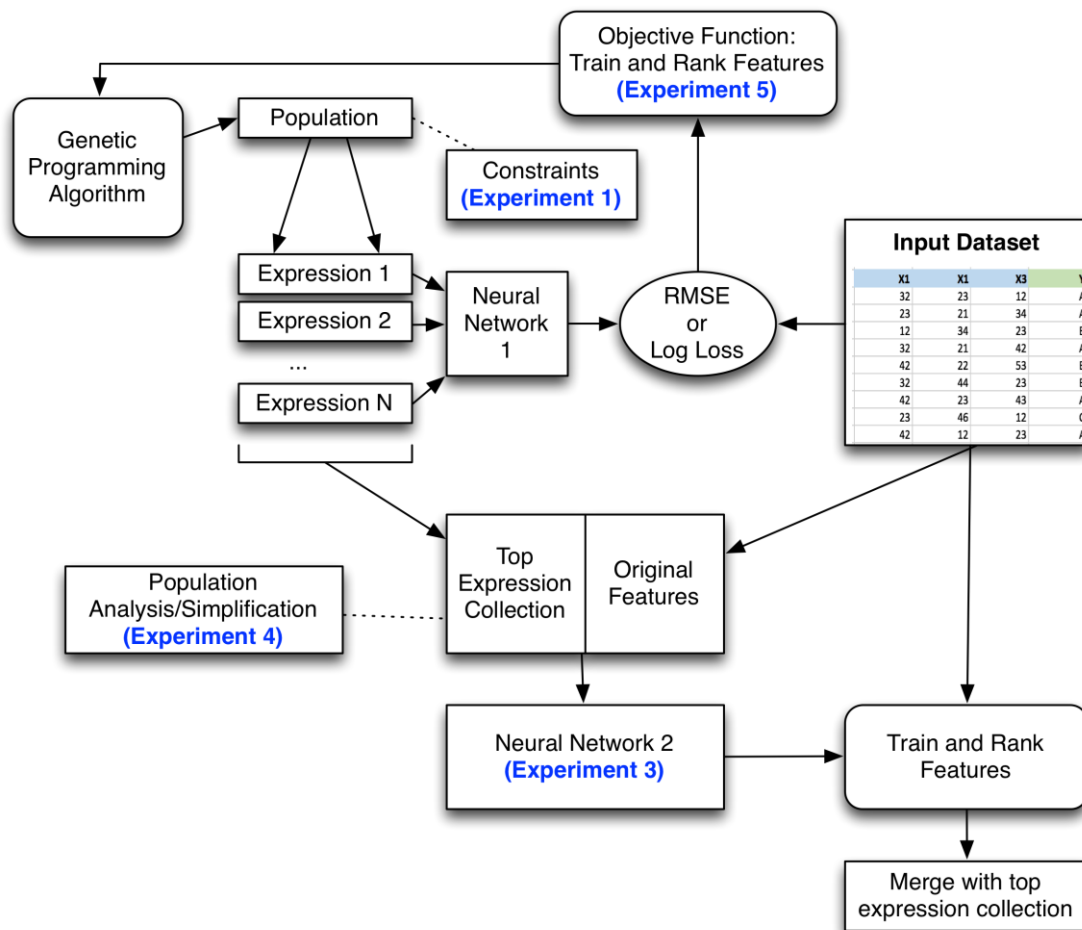 Objective Function:
Train and Rank Features
(Experiment 5)
Genetic
Programming
Algorithm
Population
Constraints
(Experiment 1)
Expression 1
Expression 2
...
Expression N
Neural
Network
1
RMSE
or
Log Loss
Input Dataset
X1 X1 X3 Y
32 23 12 A
23 21 34 A
12 34 23
32 21 42 A
42 22 53
32 44 23
42 23 43 A
23 46 12
42 12 23 A
Top
Expression
Collection
Original
Features
Population
Analysis/Simplification
(Experiment 4)
Neural Network 2
(Experiment 3)
Train and Rank
Features
Merge with top
expression collection